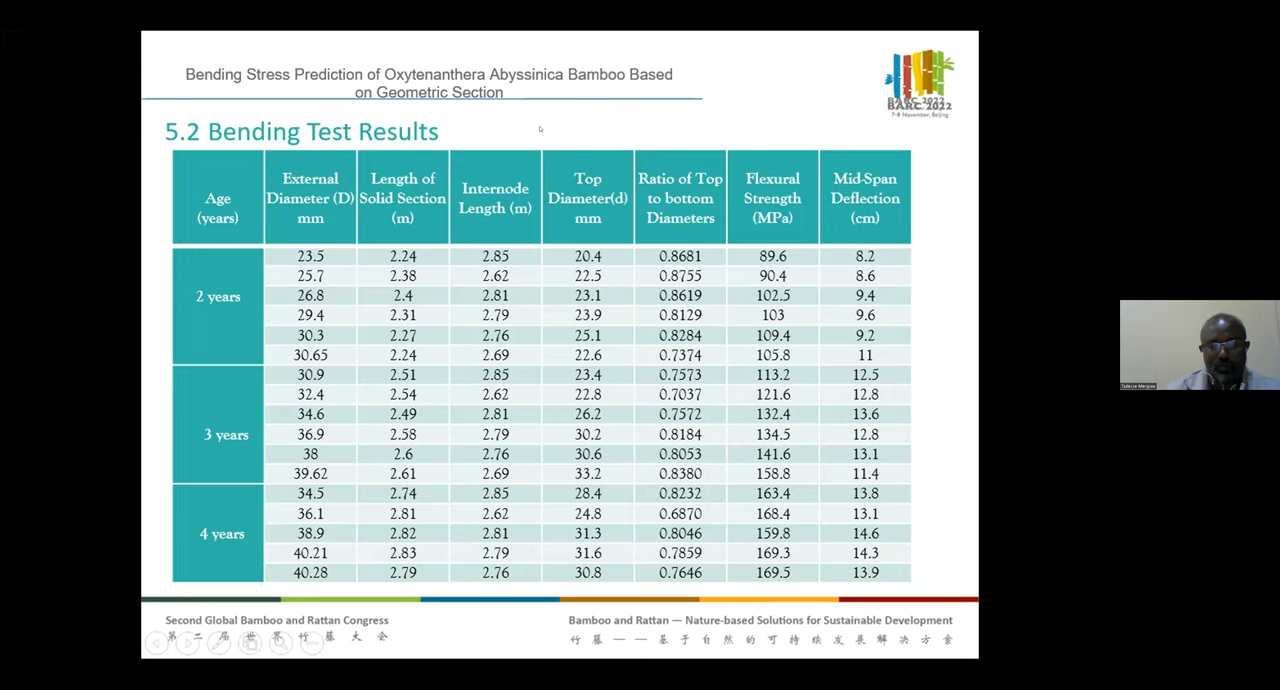 Bending Stress Prediction of Oxytenanthera Abyssinica Bamboo Based
on Geometric Section
BARC 2022
BARC 2022
7-8 November, Beijing
5.2 Bending Test Results
Age (years) External Diameter (D) mm Length of Solid Section (m) Internode Length (m) Top Diameter(d) mm Ratio of Top to bottom Diameters Flexural Strength (MPa) Mid-Span Deflection (cm)
2 years
23.5 2.24 2.85 20.4 0.8681 89.6 8.2
25.7 2.38 2.62 22.5 0.8755 90.4 8.6
26.8 2.4 2.81 23.1 0.8619 102.5 9.4
29.4 2.31 2.79 23.9 0.8129 103 9.6
30.3 2.27 2.76 25.1 0.8284 109.4 9.2
30.65 2.24 2.69 22.6 0.7374 105.8 11
3 years
30.9 2.51 2.85 23.4 0.7573 113.2 12.5
32.4 2.54 2.62 22.8 0.7037 121.6 12.8
34.6 2.49 2.81 26.2 0.7572 132.4 13.6
36.9 2.58 2.79 30.2 0.8184 134.5 12.8
38 2.6 2.76 30.6 0.8053 141.6 13.1
39.62 2.61 2.69 33.2 0.8380 158.8 11.4
4 years
34.5 2.74 2.85 28.4 0.8232 163.4 13.8
36.1 2.81 2.62 24.8 0.6870 168.4 13.1
38.9 2.82 2.81 31.3 0.8046 159.8 14.6
40.21 2.83 2.79 31.6 0.7859 169.3 14.3
40.28 2.79 2.76 30.8 0.7646 169.5 13.9
Second Global Bamboo and Rattan Congress
第二届世界竹藤大会
Bamboo and Rattan — Nature-based Solutions for Sustainable Development
竹藤——基于自然的可持续发展解决方案